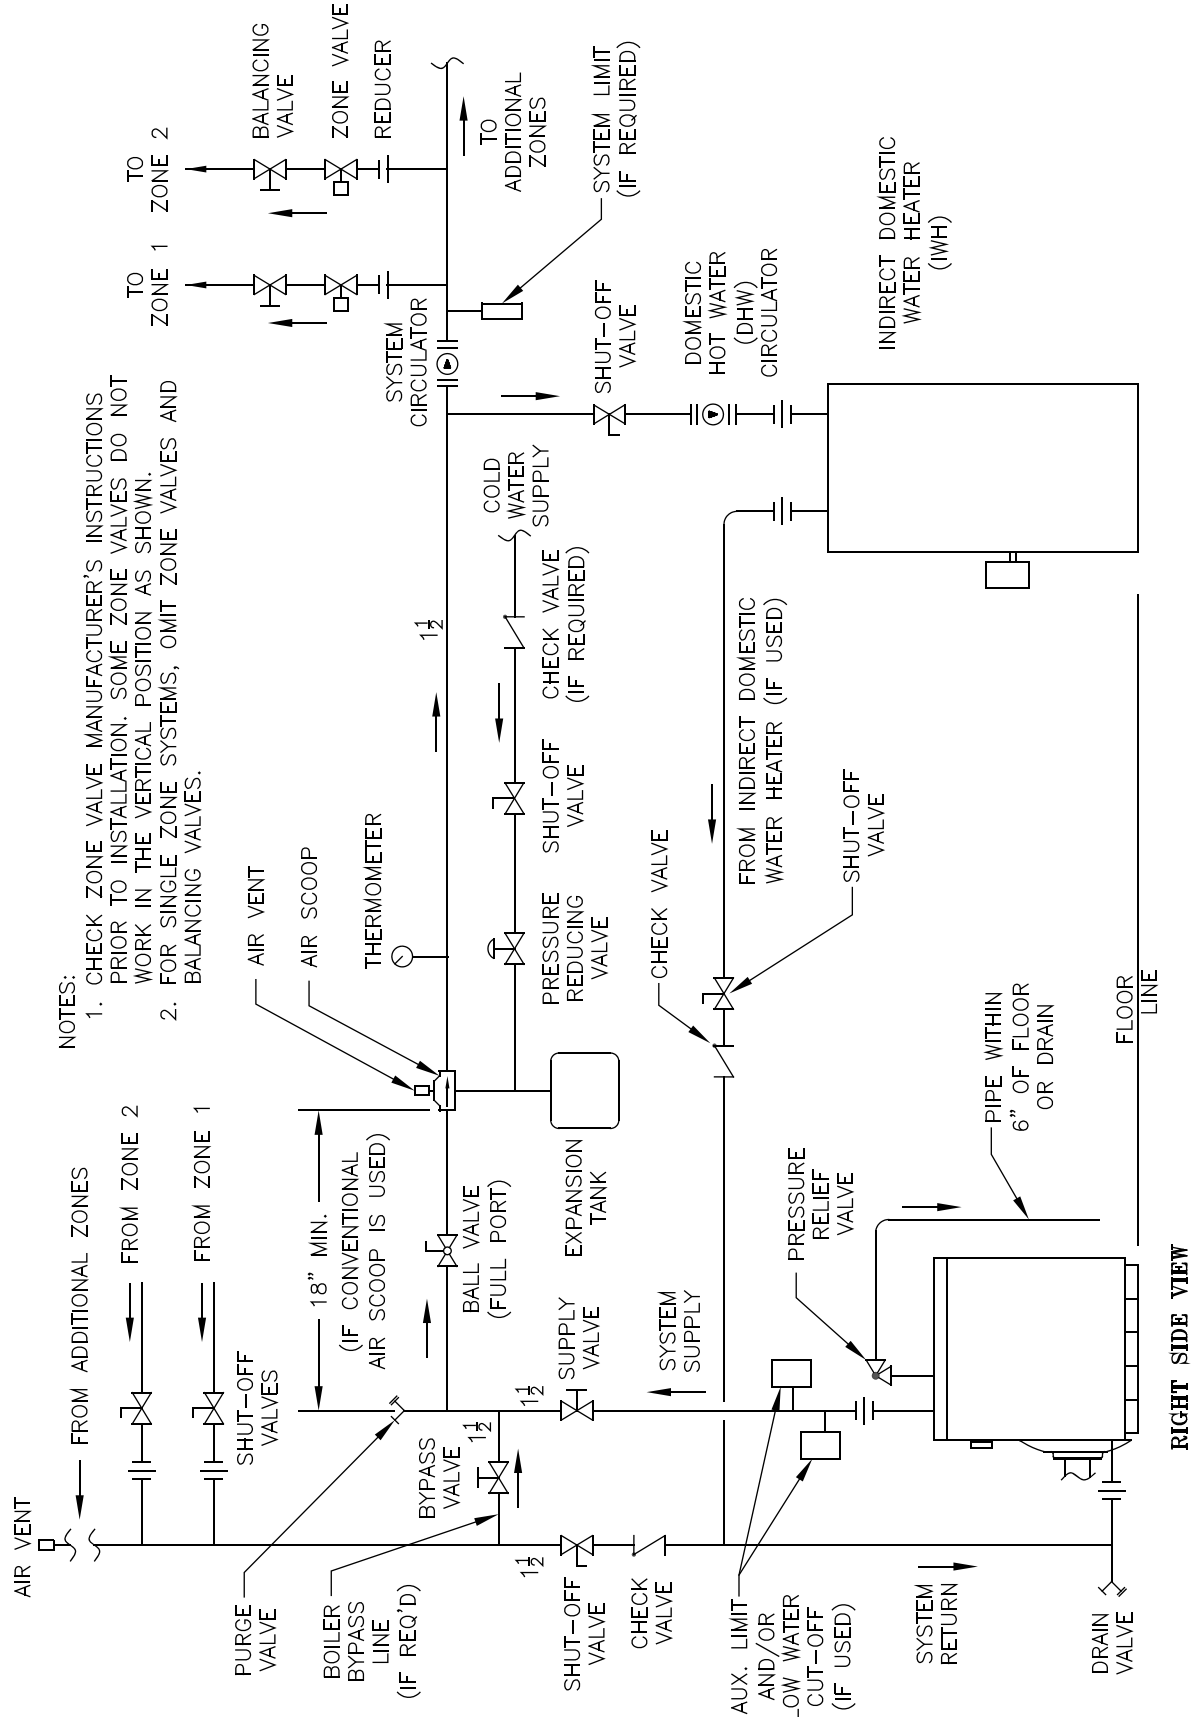 NOTES:
1. CHECK ZONE VALVE MANUFACTURER'S INSTRUCTIONS
PRIOR TO INSTALLATION. SOME ZONE VALVES DO NOT
WORK IN THE VERTICAL POSITION AS SHOWN.
2. FOR SINGLE ZONE SYSTEMS, OMIT ZONE VALVES AND
BALANCING VALVES.
AIR VENT
FROM ADDITIONAL ZONES
FROM ZONE 2
FROM ZONE 1
SHUT-OFF
VALVES
PURGE
VALVE
BOILER
BYPASS
LINE
(IF REQ'D)
BYPASS
VALVE
1 1/2
1 1/2
1 1/2
18" MIN.
(IF CONVENTIONAL
AIR SCOOP IS USED)
BALL VALVE
(FULL PORT)
AIR VENT
AIR SCOOP
THERMOMETER
1 1/2
SYSTEM
CIRCULATOR
TO
ZONE 1
TO
ZONE 2
BALANCING
VALVE
ZONE VALVE
REDUCER
TO
ADDITIONAL
ZONES
SYSTEM LIMIT
(IF REQUIRED)
COLD
WATER
SUPPLY
CHECK VALVE
(IF REQUIRED)
SHUT-OFF
VALVE
PRESSURE
REDUCING
VALVE
EXPANSION
TANK
SUPPLY
VALVE
SYSTEM
SUPPLY
SHUT-OFF
VALVE
CHECK
VALVE
SHUT-OFF
VALVE
DOMESTIC
HOT WATER
(DHW)
CIRCULATOR
INDIRECT DOMESTIC
WATER HEATER
(IWH)
FROM INDIRECT DOMESTIC
WATER HEATER (IF USED)
CHECK VALVE
SHUT-OFF
VALVE
AUX. LIMIT
AND/OR
LOW WATER
CUT-OFF
(IF USED)
PRESSURE
RELIEF
VALVE
PIPE WITHIN
6" OF FLOOR
OR DRAIN
FLOOR
LINE
SYSTEM
RETURN
DRAIN
VALVE
RIGHT SIDE VIEW